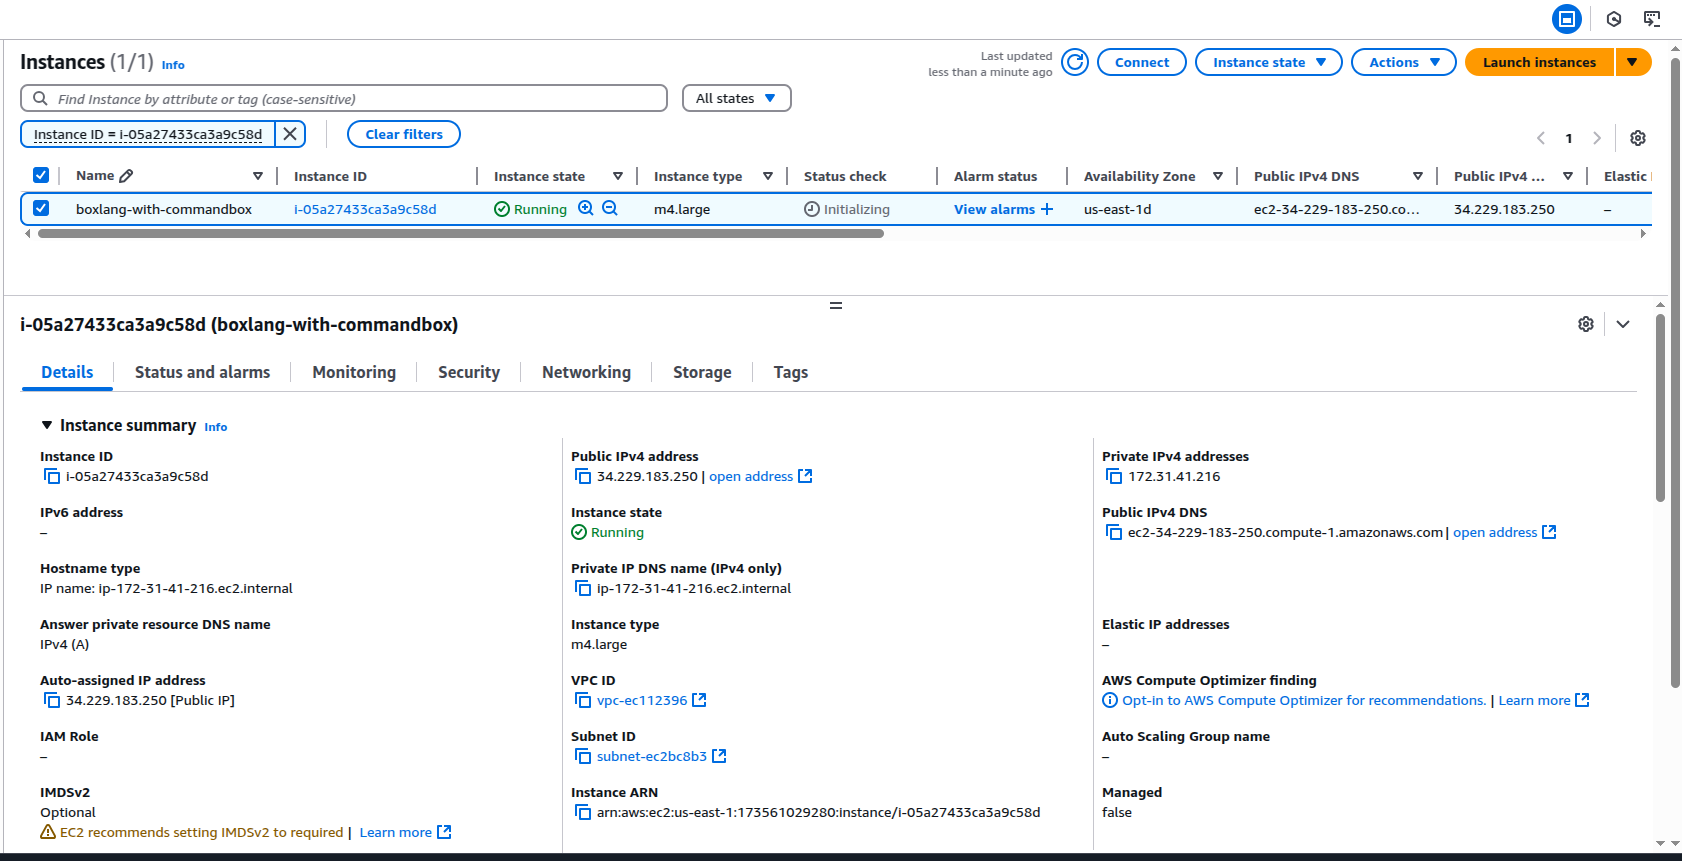 Instances (1/1) Info
Last updated
less than a minute ago
Connect
Instance state
Actions
Launch instances
Find Instance by attribute or tag (case-sensitive)
All states
Instance ID = i-05a27433ca3a9c58d
Clear filters
1
Name Instance ID Instance state Instance type Status check Alarm status Availability Zone Public IPv4 DNS Public IPv4 ... Elastic
boxlang-with-commandbox i-05a27433ca3a9c58d Running m4.large Initializing View alarms + us-east-1d ec2-34-229-183-250.co... 34.229.183.250 –
i-05a27433ca3a9c58d (boxlang-with-commandbox)
Details Status and alarms Monitoring Security Networking Storage Tags
Instance summary Info
Instance ID Public IPv4 address Private IPv4 addresses
i-05a27433ca3a9c58d 34.229.183.250 | open address 172.31.41.216
IPv6 address Instance state Public IPv4 DNS
– Running ec2-34-229-183-250.compute-1.amazonaws.com | open address
Hostname type Private IP DNS name (IPv4 only)
IP name: ip-172-31-41-216.ec2.internal ip-172-31-41-216.ec2.internal
Answer private resource DNS name Instance type Elastic IP addresses
IPv4 (A) m4.large –
Auto-assigned IP address VPC ID AWS Compute Optimizer finding
34.229.183.250 [Public IP] vpc-ec112396 Opt-in to AWS Compute Optimizer for recommendations. | Learn more
IAM Role Subnet ID Auto Scaling Group name
– subnet-ec2bc8b3 –
IMDSv2 Instance ARN Managed
Optional arn:aws:ec2:us-east-1:173561029280:instance/i-05a27433ca3a9c58d false
EC2 recommends setting IMDSv2 to required | Learn more